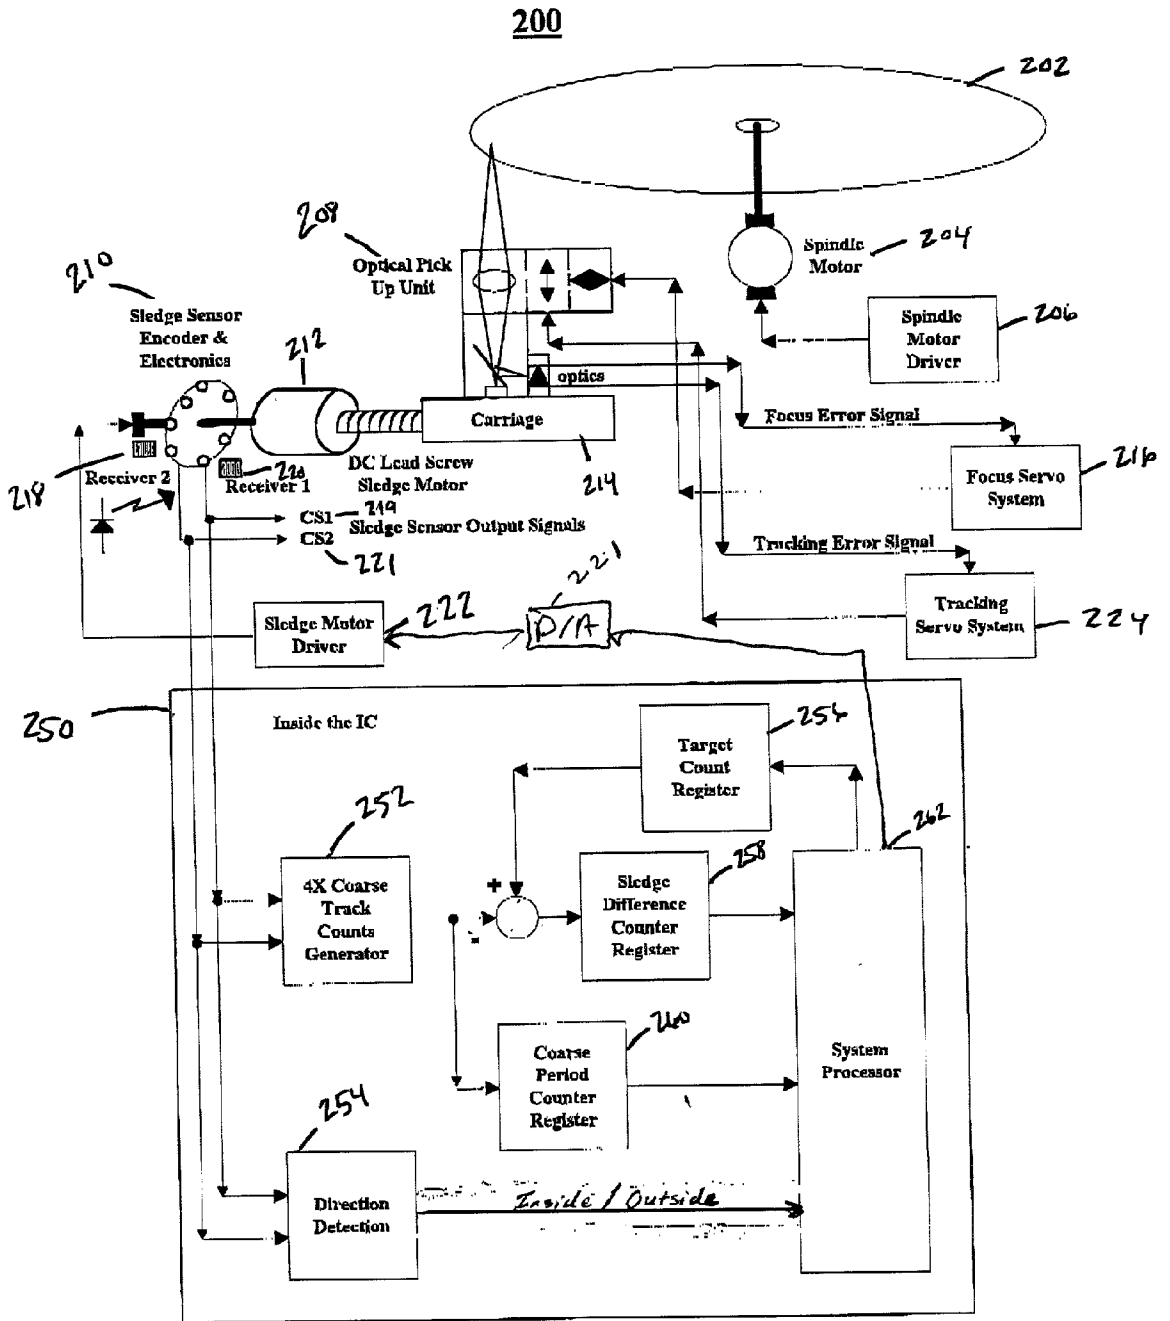 200
202
208
Optical Pick
Up Unit
Spindle
Motor
204
210
Sledge Sensor
Encoder &
Electronics
212
Spindle
Motor
Driver
206
optics
Carriage
214
Focus Error Signal
218
Receiver 2
220
Receiver 1
DC Lead Screw
Sledge Motor
Focus Servo
System
216
CS1
219
Sledge Sensor Output Signals
CS2
221
Tracking Error Signal
Sledge Motor
Driver
222
D/A
221
Tracking
Servo System
224
250
Inside the IC
Target
Count
Register
256
252
4X Coarse
Track
Counts
Generator
+
-
Sledge
Difference
Counter
Register
258
262
System
Processor
Coarse
Period
Counter
Register
260
254
Direction
Detection
Inside / Outside